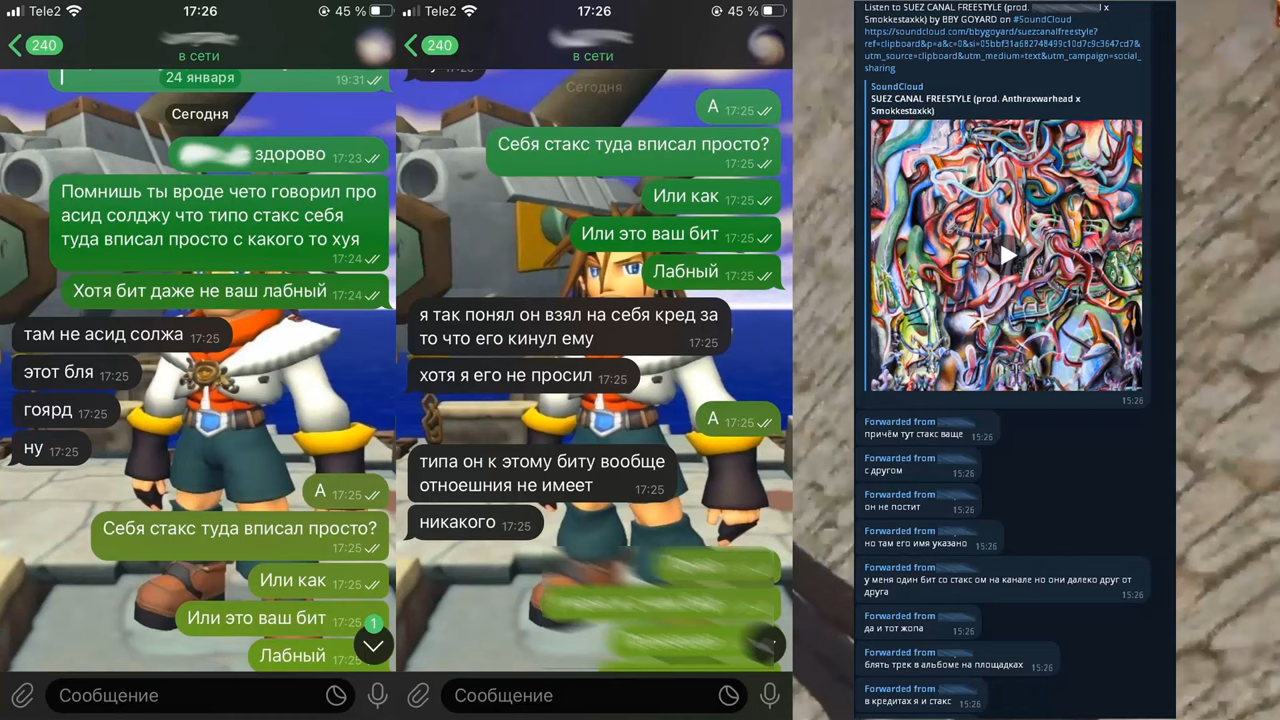 Tele2
17:26
45 %
240
в сети
24 января
19:31
Сегодня
здорово 17:23
Помнишь ты вроде чето говорил про
асид солджу что типо стакс себя
туда вписал просто с какого то хуя
17:24
Хотя бит даже не ваш лабный 17:24
там не асид солжа 17:25
этот бля 17:25
гоярд 17:25
ну 17:25
А 17:25
Себя стакс туда вписал просто?
17:25
Или как 17:25
Или это ваш бит 17:25
1
Лабный 17:25
Сообщение
Tele2
17:26
45 %
240
в сети
Сегодня
А 17:25
Себя стакс туда вписал просто?
17:25
Или как 17:25
Или это ваш бит 17:25
Лабный 17:25
я так понял он взял на себя кред за
то что его кинул ему 17:25
хотя я его не просил 17:25
А 17:25
типа он к этому биту вообще
отноешния не имеет 17:25
никакого 17:25
Сообщение
Listen to SUEZ CANAL FREESTYLE (prod. l x
Smokkestaxkk) by BBY GOYARD on #SoundCloud
https://soundcloud.com/bbygoyard/suezcanalfreestyle?
ref=clipboard&p=a&c=0&si=05bbf31a682748499c10d7c9c3647cd7&
utm_source=clipboard&utm_medium=text&utm_campaign=social_
sharing
SoundCloud
SUEZ CANAL FREESTYLE (prod. Anthraxwarhead x
Smokkestaxkk)
15:26
Forwarded from
причём тут стакс ваще 15:26
Forwarded from
с другом 15:26
Forwarded from
он не постит 15:26
Forwarded from
но там его имя указано 15:26
Forwarded from
у меня один бит со стакс ом на канале но они далеко друг от
друга 15:26
Forwarded from
да и тот жопа 15:26
Forwarded from
блять трек в альбоме на площадках 15:26
Forwarded from
в кредитах я и стакс 15:26